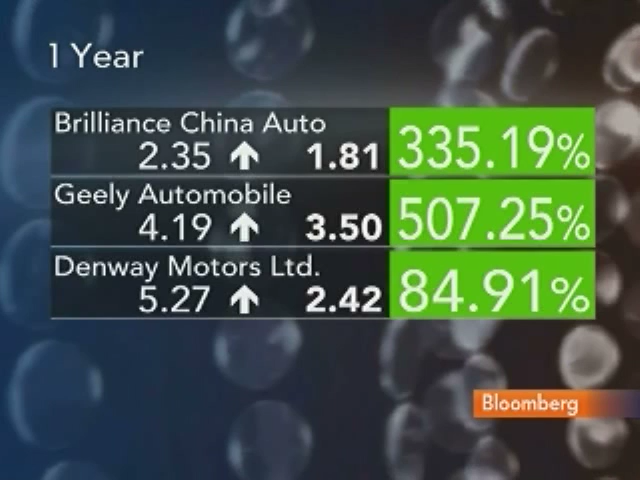 1 Year
Brilliance China Auto
2.35 ↑ 1.81 335.19%
Geely Automobile
4.19 ↑ 3.50 507.25%
Denway Motors Ltd.
5.27 ↑ 2.42 84.91%
Bloomberg